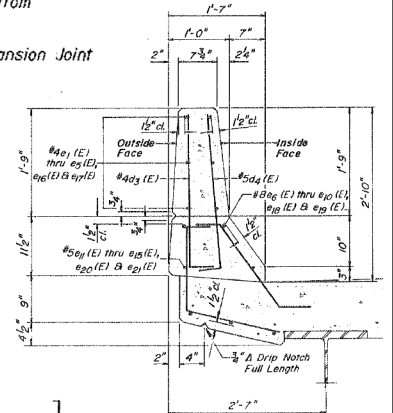 from
1'-7"
ansion Joint
1'-0" 7"
2" 7 3/4" 2 1/4"
1 1/2" cl. 1 1/2" cl.
Outside Face
Inside Face
#4e1 (E) thru e5 (E), e16 (E) & e17 (E)
#4d3 (E)
#5d4 (E)
#8e6 (E) thru e10 (E), e18 (E) & e19 (E)
1'-9"
1'-9"
2'-10"
3/4"
3/4"
1 1/2" cl.
1 1/2" cl.
11 1/2"
10"
3"
#5e11 (E) thru e15 (E), e20 (E) & e21 (E)
9"
1 1/2" cl.
4 1/2"
2" 4"
3/4" Δ Drip Notch Full Length
2'-7"